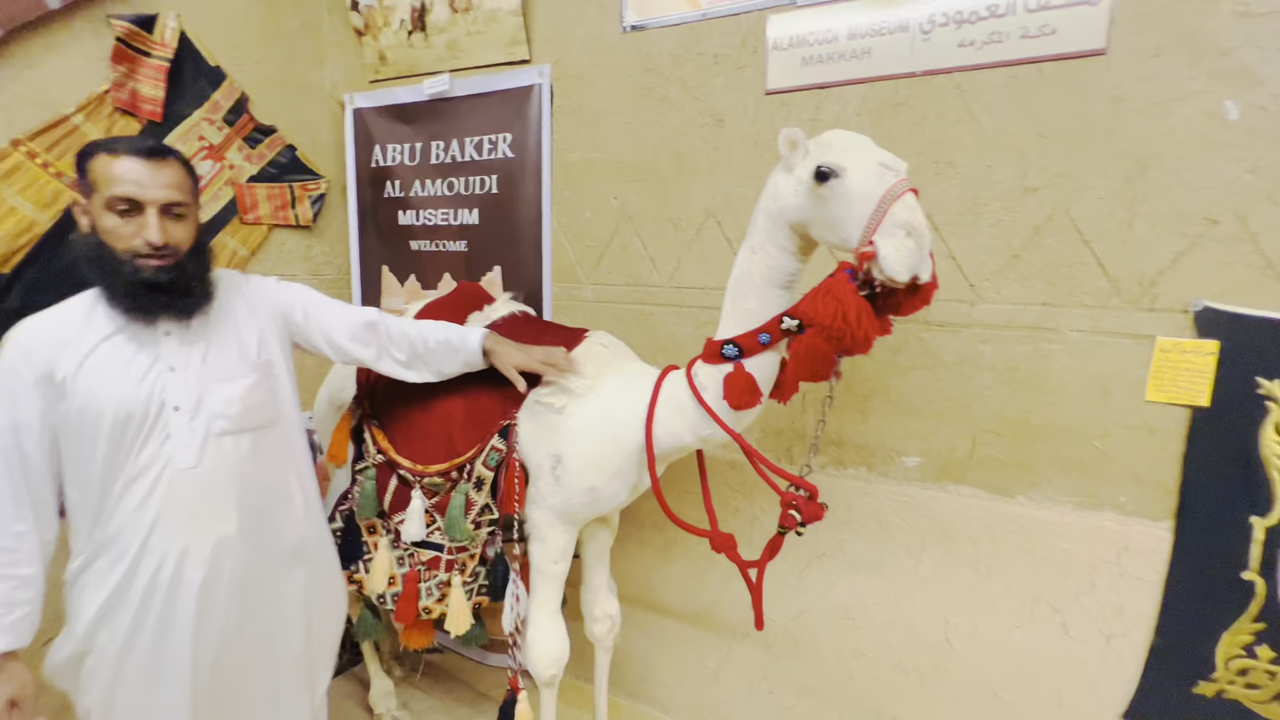 ALAMOUDI MUSEUM
MAKKAH
متحف العمودي
مكة المكرمة
ABU BAKER
AL AMOUDI
MUSEUM
WELCOME